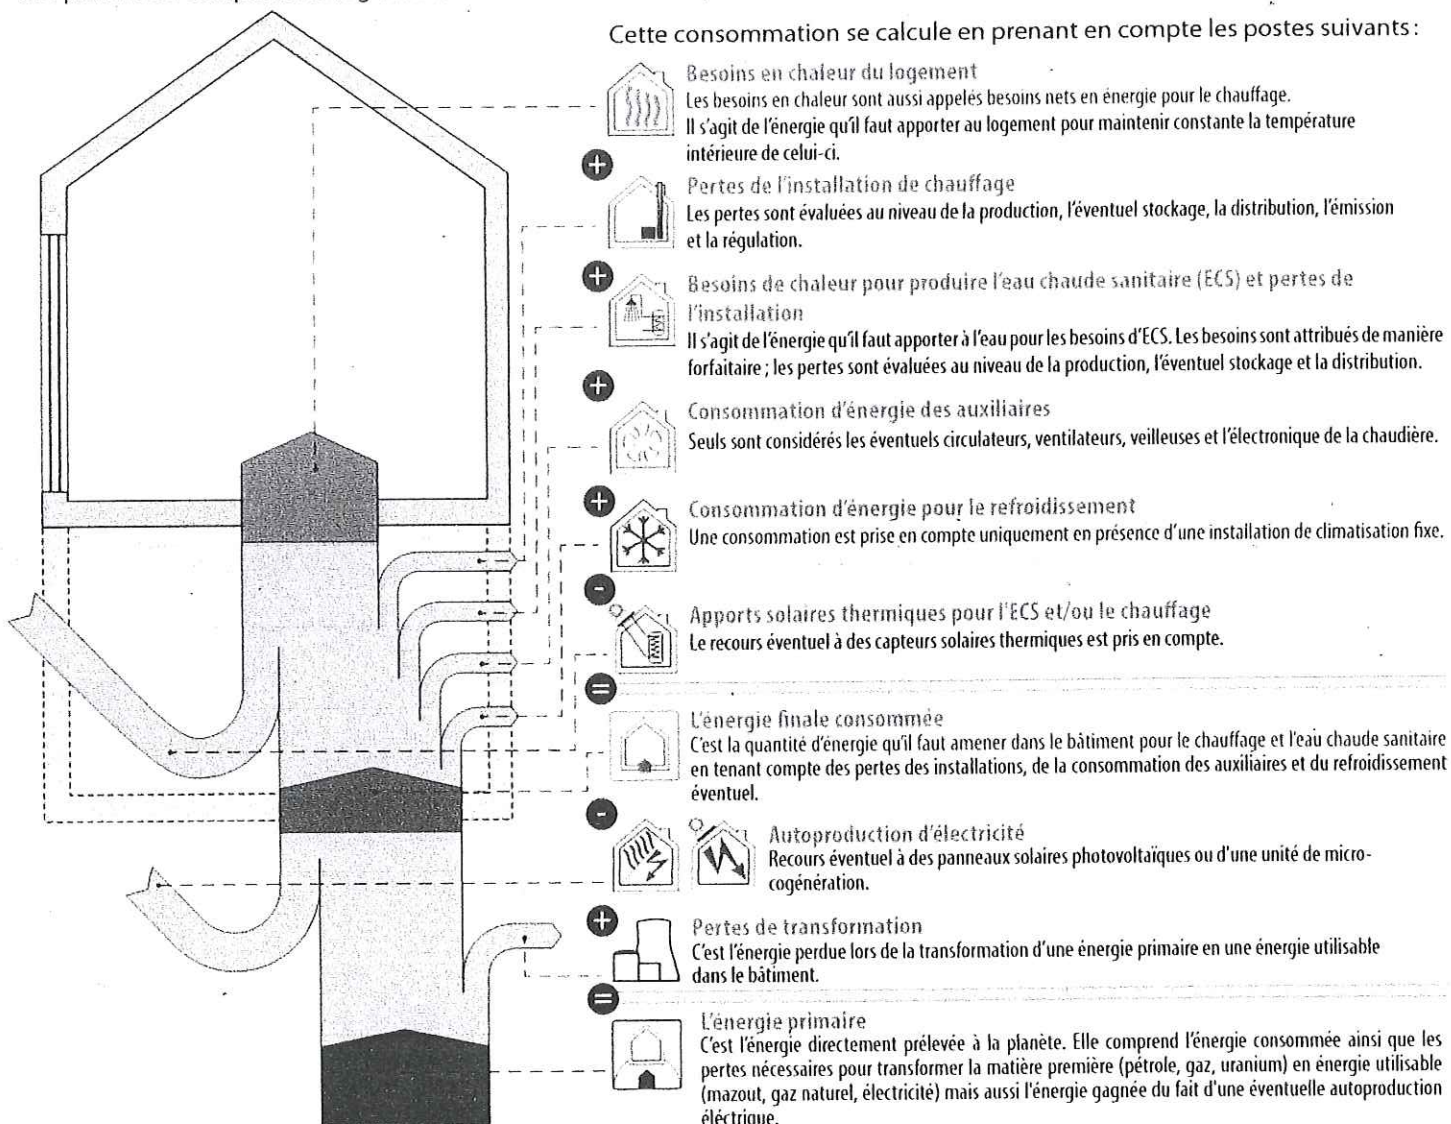 Cette consommation se calcule en prenant en compte les postes suivants :
Besoins en chaleur du logement
Les besoins en chaleur sont aussi appelés besoins nets en énergie pour le chauffage.
Il s'agit de l'énergie qu'il faut apporter au logement pour maintenir constante la température
intérieure de celui-ci.
+
Pertes de l'installation de chauffage
Les pertes sont évaluées au niveau de la production, l'éventuel stockage, la distribution, l'émission
et la régulation.
+
Besoins de chaleur pour produire l'eau chaude sanitaire (ECS) et pertes de
l'installation
Il s'agit de l'énergie qu'il faut apporter à l'eau pour les besoins d'ECS. Les besoins sont attribués de manière
forfaitaire ; les pertes sont évaluées au niveau de la production, l'éventuel stockage et la distribution.
+
Consommation d'énergie des auxiliaires
Seuls sont considérés les éventuels circulateurs, ventilateurs, veilleuses et l'électronique de la chaudière.
+
Consommation d'énergie pour le refroidissement
Une consommation est prise en compte uniquement en présence d'une installation de climatisation fixe.
-
Apports solaires thermiques pour l'ECS et/ou le chauffage
Le recours éventuel à des capteurs solaires thermiques est pris en compte.
=
L'énergie finale consommée
C'est la quantité d'énergie qu'il faut amener dans le bâtiment pour le chauffage et l'eau chaude sanitaire
en tenant compte des pertes des installations, de la consommation des auxiliaires et du refroidissement
éventuel.
-
Autoproduction d'électricité
Recours éventuel à des panneaux solaires photovoltaïques ou d'une unité de micro-
cogénération.
+
Pertes de transformation
C'est l'énergie perdue lors de la transformation d'une énergie primaire en une énergie utilisable
dans le bâtiment.
=
L'énergie primaire
C'est l'énergie directement prélevée à la planète. Elle comprend l'énergie consommée ainsi que les
pertes nécessaires pour transformer la matière première (pétrole, gaz, uranium) en énergie utilisable
(mazout, gaz naturel, électricité) mais aussi l'énergie gagnée du fait d'une éventuelle autoproduction
éléctrique.